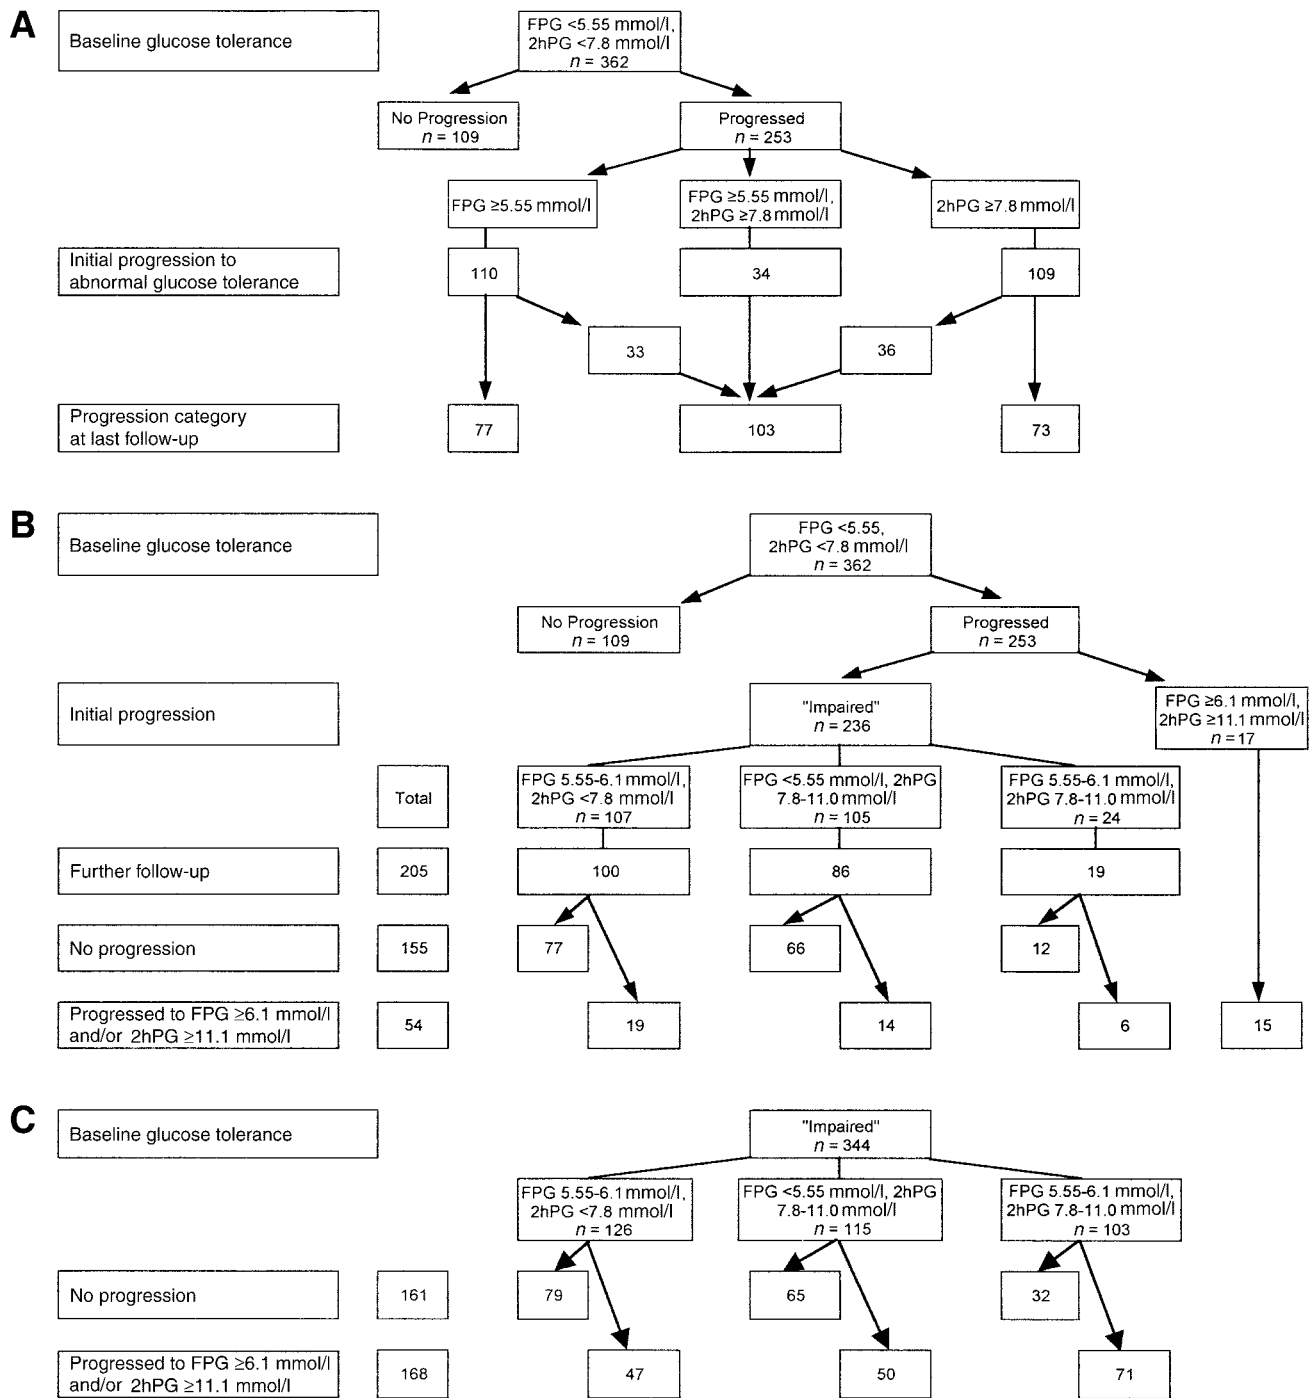 A
Baseline glucose tolerance
FPG <5.55 mmol/l,
2hPG <7.8 mmol/l
n = 362
No Progression
n = 109
Progressed
n = 253
FPG ≥5.55 mmol/l
FPG ≥5.55 mmol/l,
2hPG ≥7.8 mmol/l
2hPG ≥7.8 mmol/l
Initial progression to
abnormal glucose tolerance
110
34
109
33
36
Progression category
at last follow-up
77
103
73
B
Baseline glucose tolerance
FPG <5.55,
2hPG <7.8 mmol/l
n = 362
No Progression
n = 109
Progressed
n = 253
Initial progression
"Impaired"
n = 236
FPG ≥6.1 mmol/l,
2hPG ≥11.1 mmol/l
n = 17
Total
FPG 5.55-6.1 mmol/l,
2hPG <7.8 mmol/l
n = 107
FPG <5.55 mmol/l, 2hPG
7.8-11.0 mmol/l
n = 105
FPG 5.55-6.1 mmol/l,
2hPG 7.8-11.0 mmol/l
n = 24
Further follow-up
205
100
86
19
No progression
155
77
66
12
Progressed to FPG ≥6.1 mmol/l
and/or 2hPG ≥11.1 mmol/l
54
19
14
6
15
C
Baseline glucose tolerance
"Impaired"
n = 344
FPG 5.55-6.1 mmol/l,
2hPG <7.8 mmol/l
n = 126
FPG <5.55 mmol/l, 2hPG
7.8-11.0 mmol/l
n = 115
FPG 5.55-6.1 mmol/l,
2hPG 7.8-11.0 mmol/l
n = 103
No progression
161
79
65
32
Progressed to FPG ≥6.1 mmol/l
and/or 2hPG ≥11.1 mmol/l
168
47
50
71